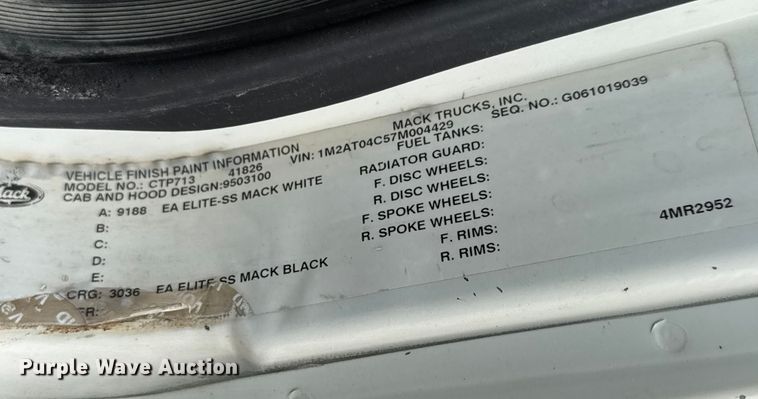 MACK TRUCKS, INC.
VEHICLE FINISH PAINT INFORMATION VIN: 1M2AT04C57M004429 SEQ. NO.: G061019039
MODEL NO.: CTP713 41826
CAB AND HOOD DESIGN:9503100
Mack
A: 9188 EA ELITE-SS MACK WHITE
B:
C:
D:
E:
CRG: 3036 EA ELITE-SS MACK BLACK
FR:
FUEL TANKS:
RADIATOR GUARD:
F. DISC WHEELS:
R. DISC WHEELS:
F. SPOKE WHEELS:
R. SPOKE WHEELS:
F. RIMS:
R. RIMS:
4MR2952
Purple Wave Auction